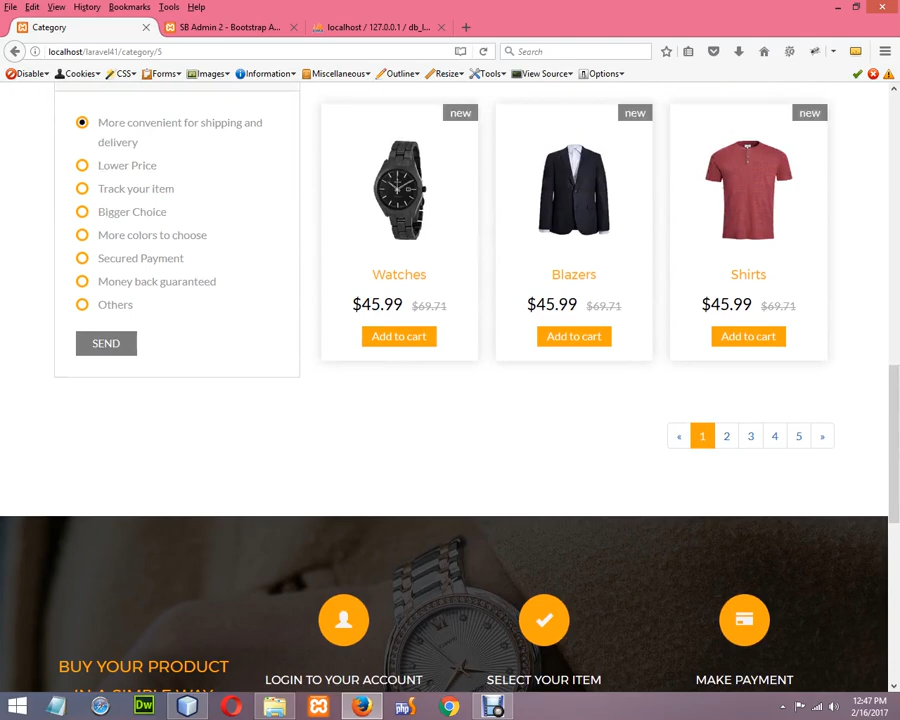 File Edit View History Bookmarks Tools Help
Category
SB Admin 2 - Bootstrap A...
localhost / 127.0.0.1 / db_l...
localhost/laravel41/category/5
Search
Disable Cookies CSS Forms Images Information Miscellaneous Outline Resize Tools View Source Options
More convenient for shipping and
delivery
Lower Price
Track your item
Bigger Choice
More colors to choose
Secured Payment
Money back guaranteed
Others
SEND
new
Watches
$45.99 $69.71
Add to cart
new
Blazers
$45.99 $69.71
Add to cart
new
Shirts
$45.99 $69.71
Add to cart
« 1 2 3 4 5 »
BUY YOUR PRODUCT
IN A SIMPLE WAY
LOGIN TO YOUR ACCOUNT
SELECT YOUR ITEM
MAKE PAYMENT
Dw
php
12:47 PM
2/16/2017